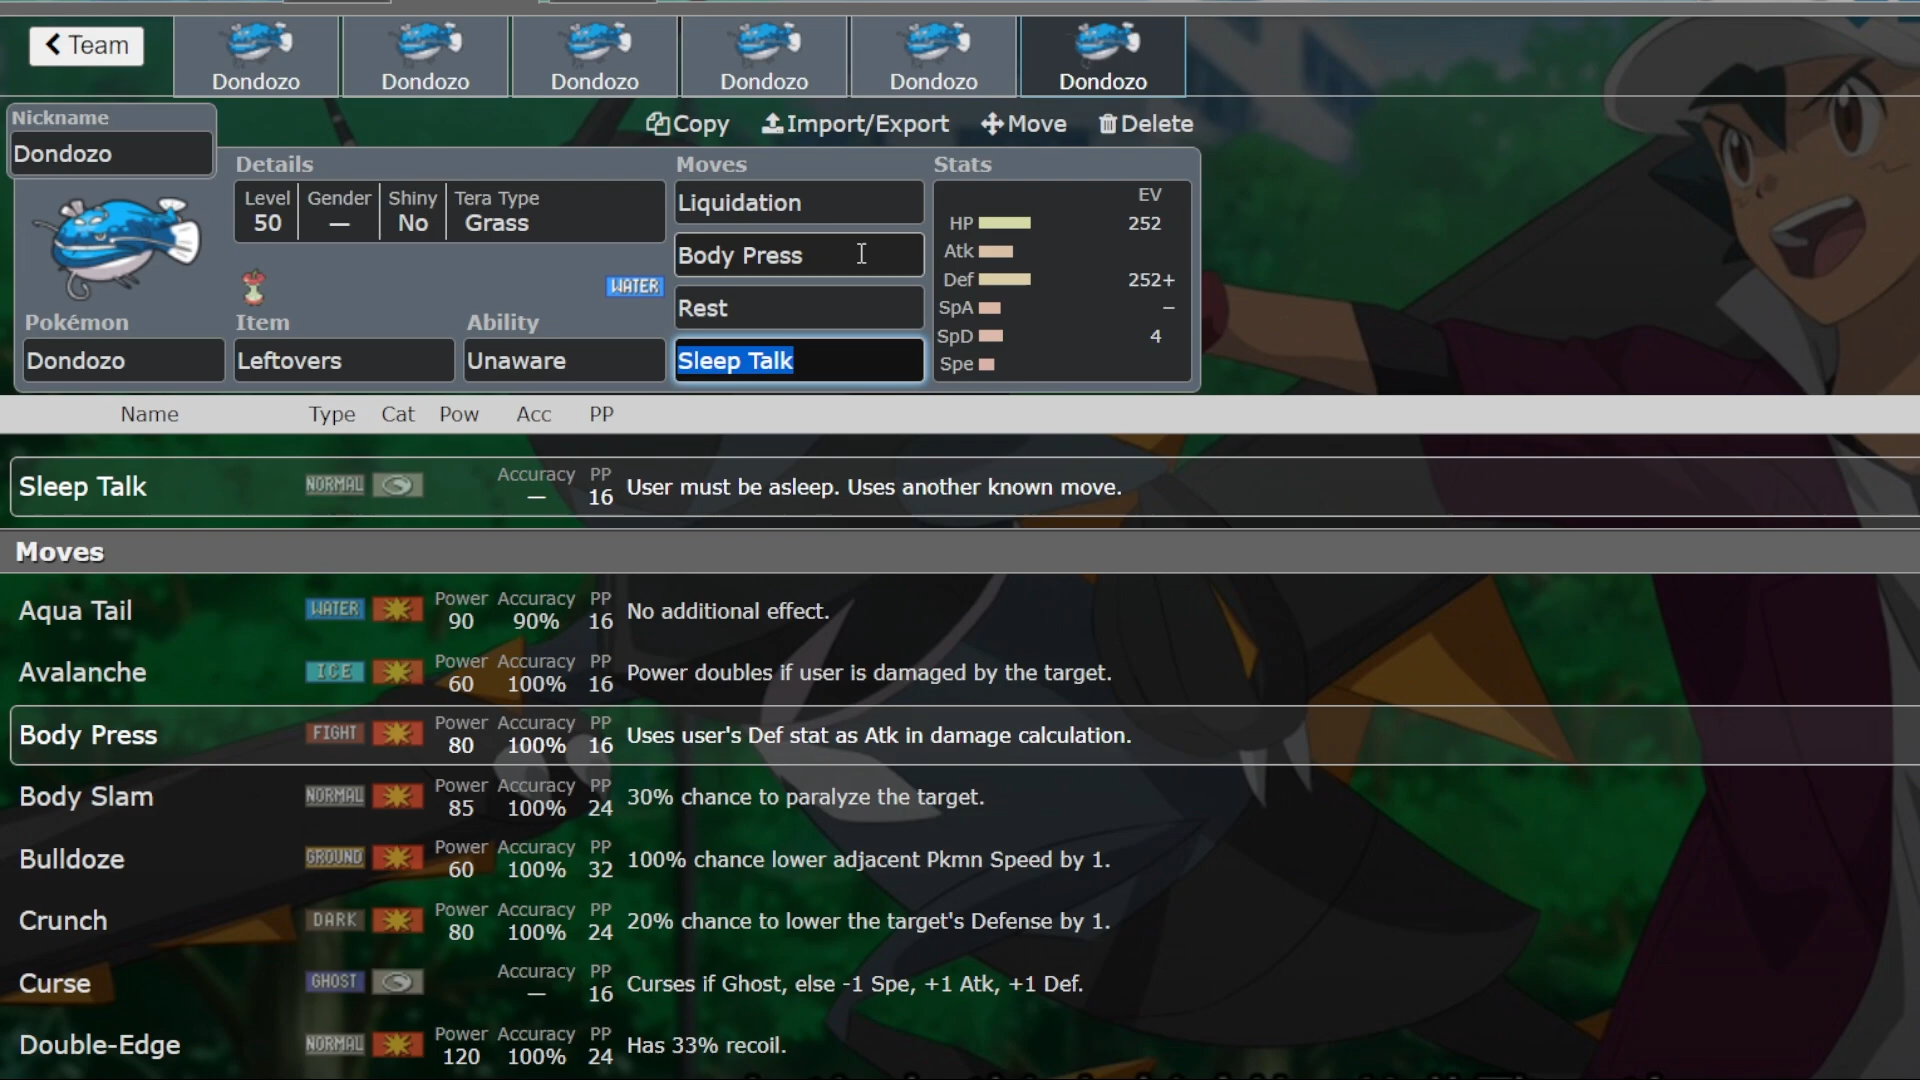 Team
Dondozo Dondozo Dondozo Dondozo Dondozo Dondozo
Nickname
Dondozo
Copy Import/Export Move Delete
Details Moves Stats
Level Gender Shiny Tera Type
50 — No Grass
Liquidation
Body Press
Rest
Sleep Talk
EV
HP 252
Atk
Def 252+
SpA –
SpD 4
Spe
WATER
Pokémon Item Ability
Dondozo Leftovers Unaware
Name Type Cat Pow Acc PP
Sleep Talk NORMAL Accuracy — PP 16 User must be asleep. Uses another known move.
Moves
Aqua Tail WATER Power 90 Accuracy 90% PP 16 No additional effect.
Avalanche ICE Power 60 Accuracy 100% PP 16 Power doubles if user is damaged by the target.
Body Press FIGHT Power 80 Accuracy 100% PP 16 Uses user's Def stat as Atk in damage calculation.
Body Slam NORMAL Power 85 Accuracy 100% PP 24 30% chance to paralyze the target.
Bulldoze GROUND Power 60 Accuracy 100% PP 32 100% chance lower adjacent Pkmn Speed by 1.
Crunch DARK Power 80 Accuracy 100% PP 24 20% chance to lower the target's Defense by 1.
Curse GHOST Accuracy — PP 16 Curses if Ghost, else -1 Spe, +1 Atk, +1 Def.
Double-Edge NORMAL Power 120 Accuracy 100% PP 24 Has 33% recoil.